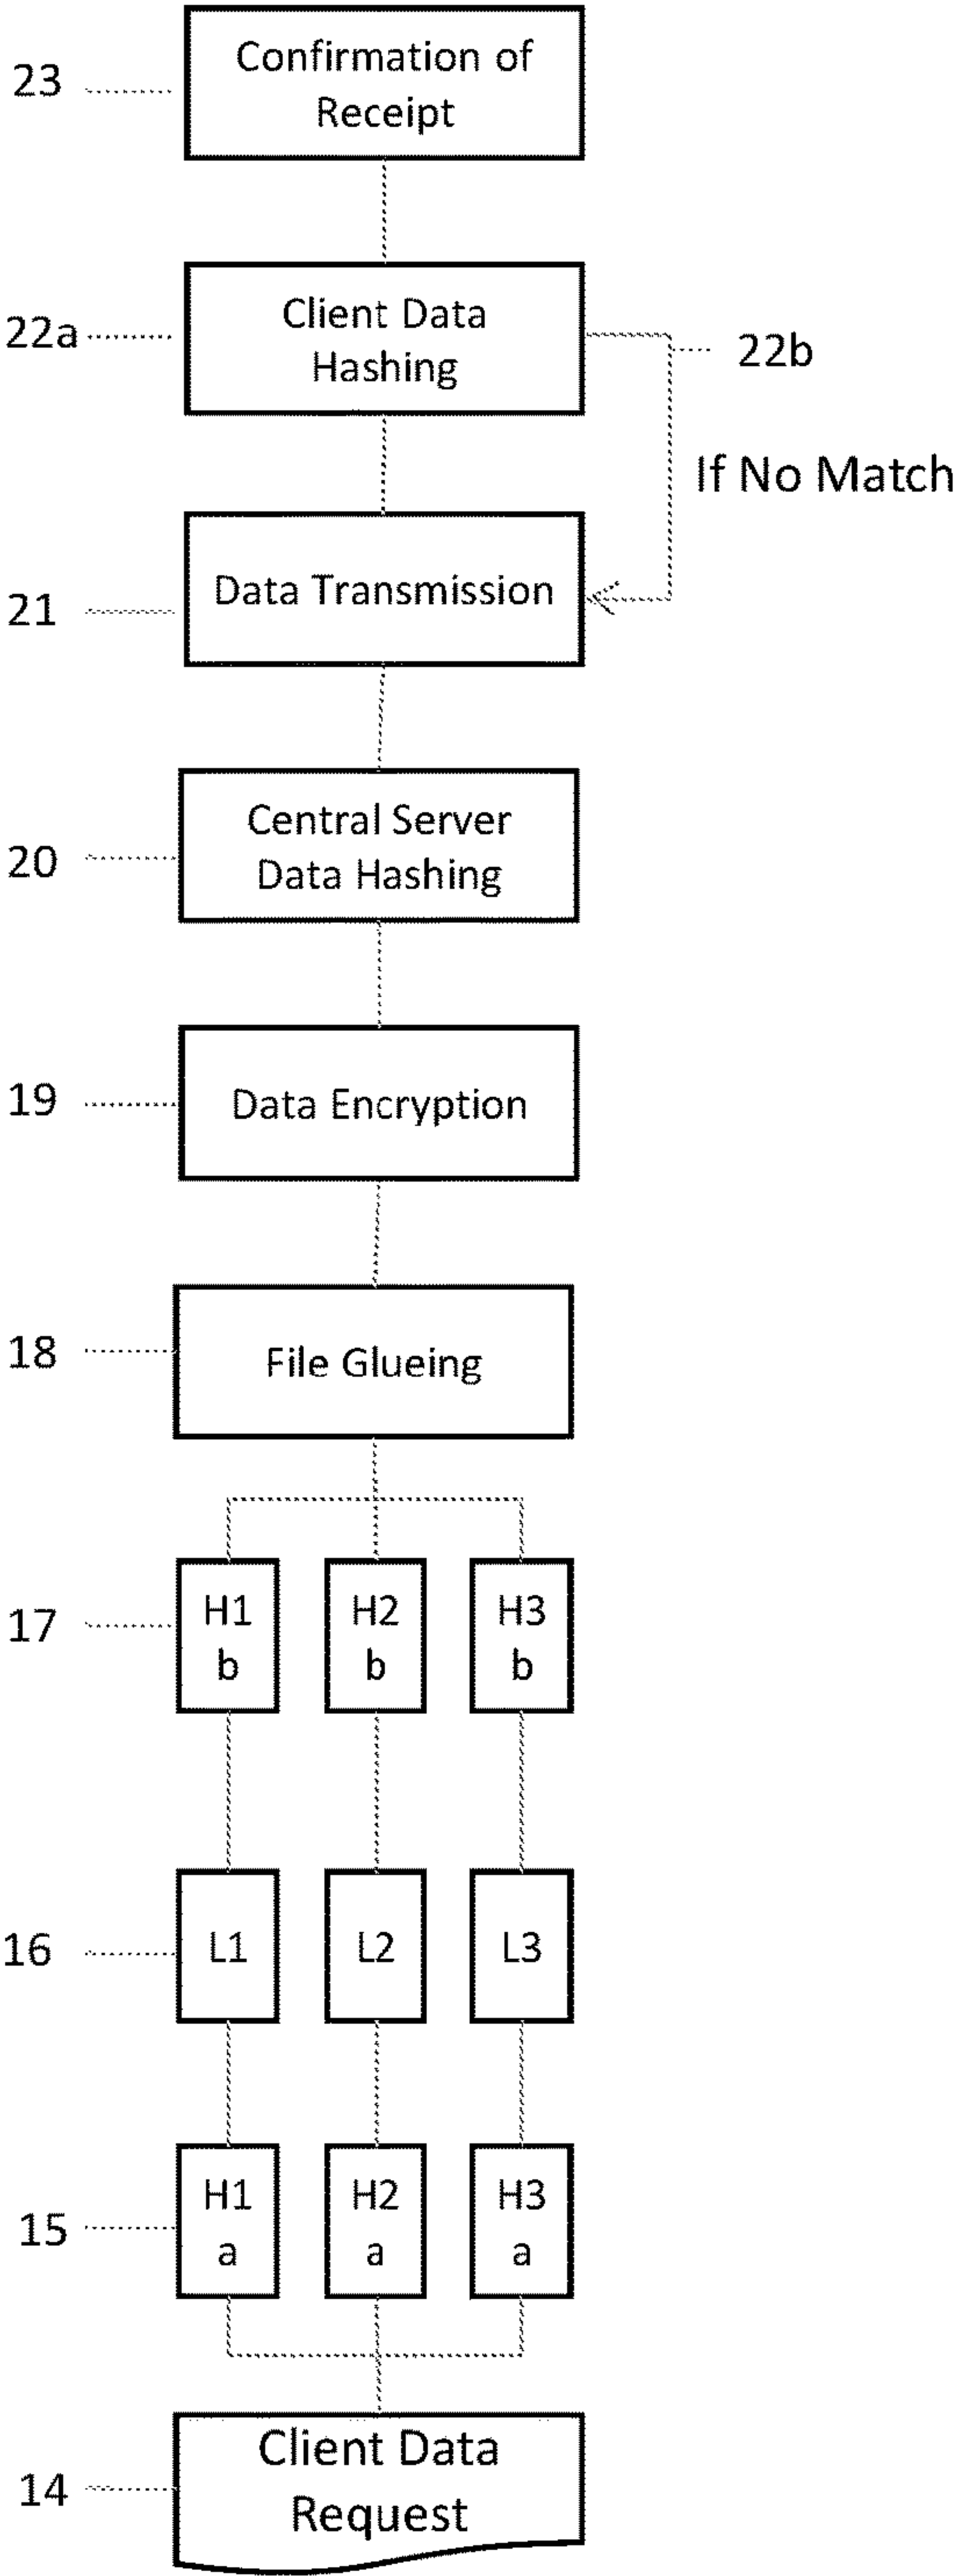 23
Confirmation of
Receipt
22a
Client Data
Hashing
22b
If No Match
21
Data Transmission
20
Central Server
Data Hashing
19
Data Encryption
18
File Glueing
17
H1
b
H2
b
H3
b
16
L1
L2
L3
15
H1
a
H2
a
H3
a
14
Client Data
Request